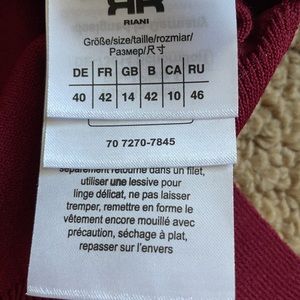 RIANI
Größe/size/taille/rozmiar/
Размер/尺寸
DE FR GB B CA RU
40 42 14 42 10 46
70 7270-7845
séparément retourné dans un filet,
utiliser une lessive pour
linge délicat, ne pas laisser
tremper, remettre en forme le
vêtement encore mouillé avec
précaution, séchage à plat,
repasser sur l'envers